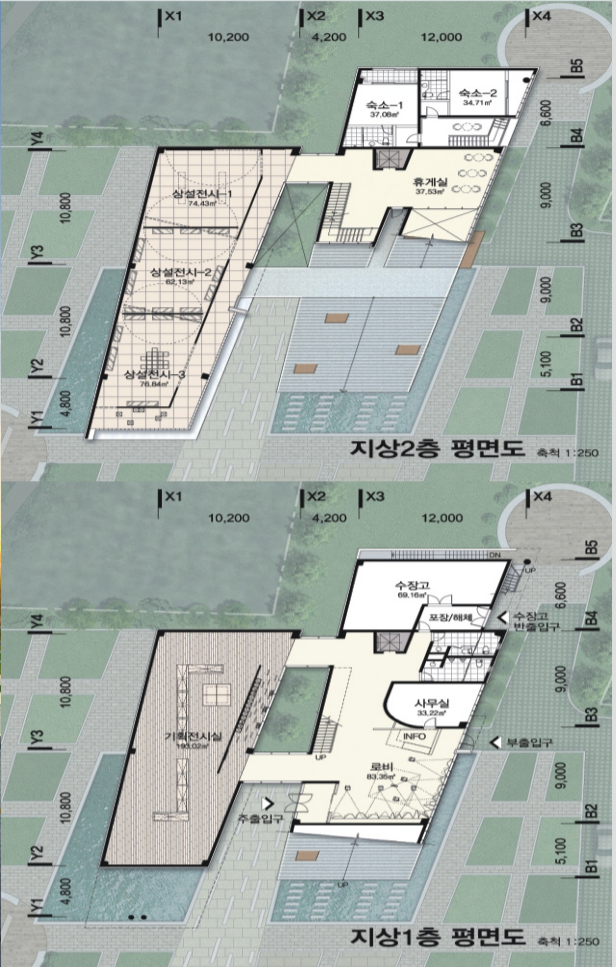 X1 X2 X3 X4
10,200 4,200 12,000
B5
숙소-1
37.08㎡
숙소-2
34.71㎡
6,600
Y4 B4
상설전시-1
74.43㎡
휴게실
37.53㎡
10,800 9,000
Y3 B3
상설전시-2
62.13㎡
10,800 9,000
B2
Y2 상설전시-3
76.84㎡
5,100
B1
4,800
Y1
지상2층 평면도 축척 1:250
X1 X2 X3 X4
10,200 4,200 12,000
DN B5
UP
수장고
69.16㎡
6,600
포장/해체
수장고
반출입구
Y4 B4
10,800 9,000
사무실
33.22㎡
B3
기획전시실
193.02㎡
INFO
부출입구
Y3 UP
로비
83.35㎡
9,000
10,800
주출입구
B2
Y2 5,100
B1
UP
4,800
Y1
지상1층 평면도 축척 1:250